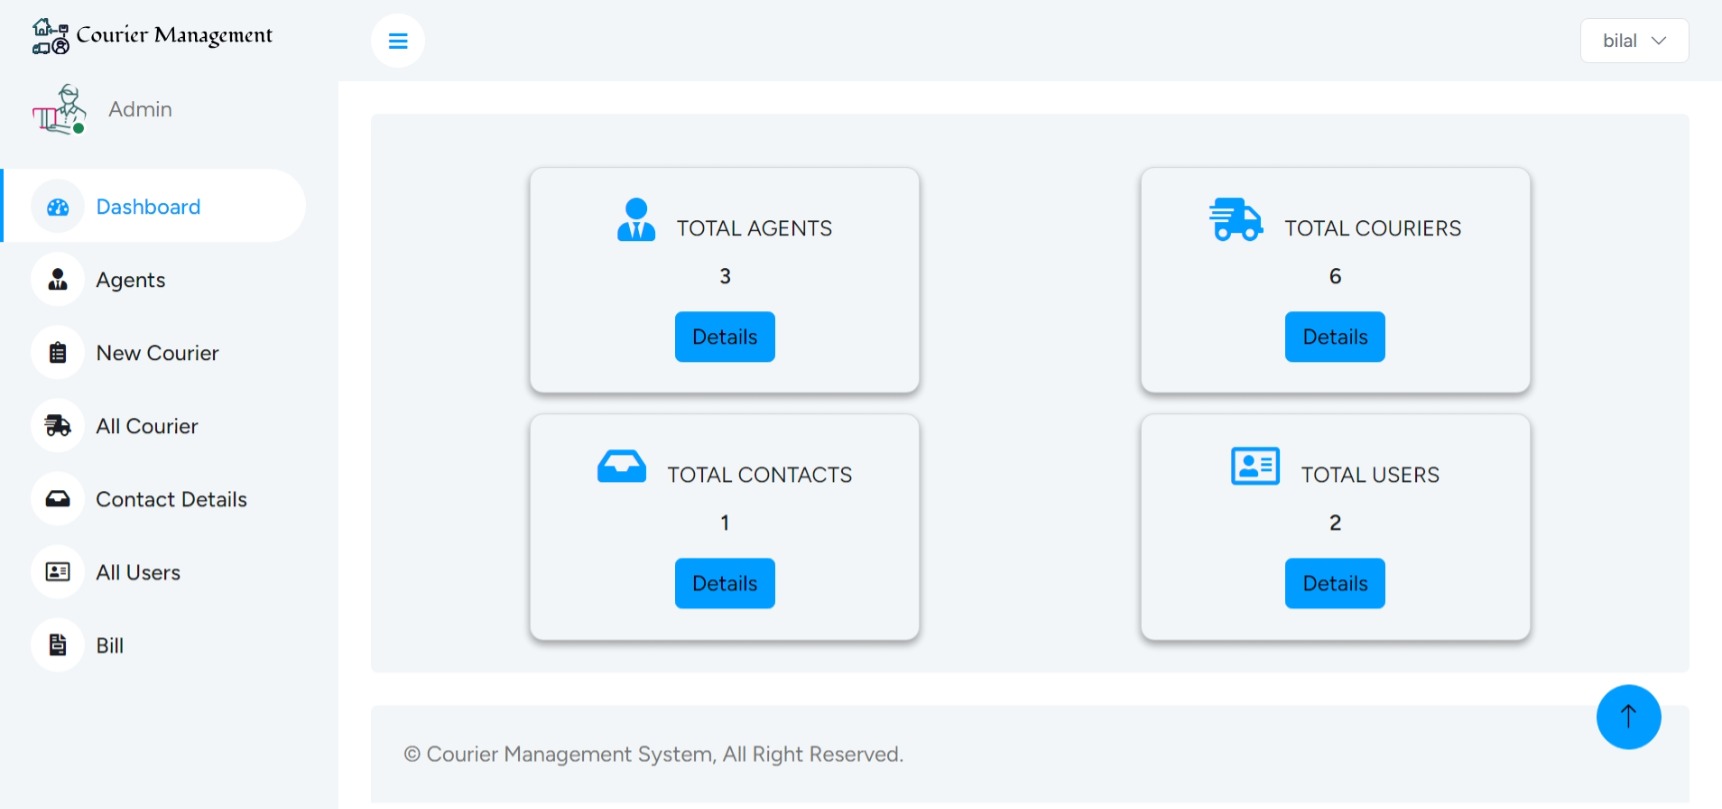 Courier Management
bilal
Admin
Dashboard
Agents
New Courier
All Courier
Contact Details
All Users
Bill
TOTAL AGENTS
3
Details
TOTAL COURIERS
6
Details
TOTAL CONTACTS
1
Details
TOTAL USERS
2
Details
© Courier Management System, All Right Reserved.